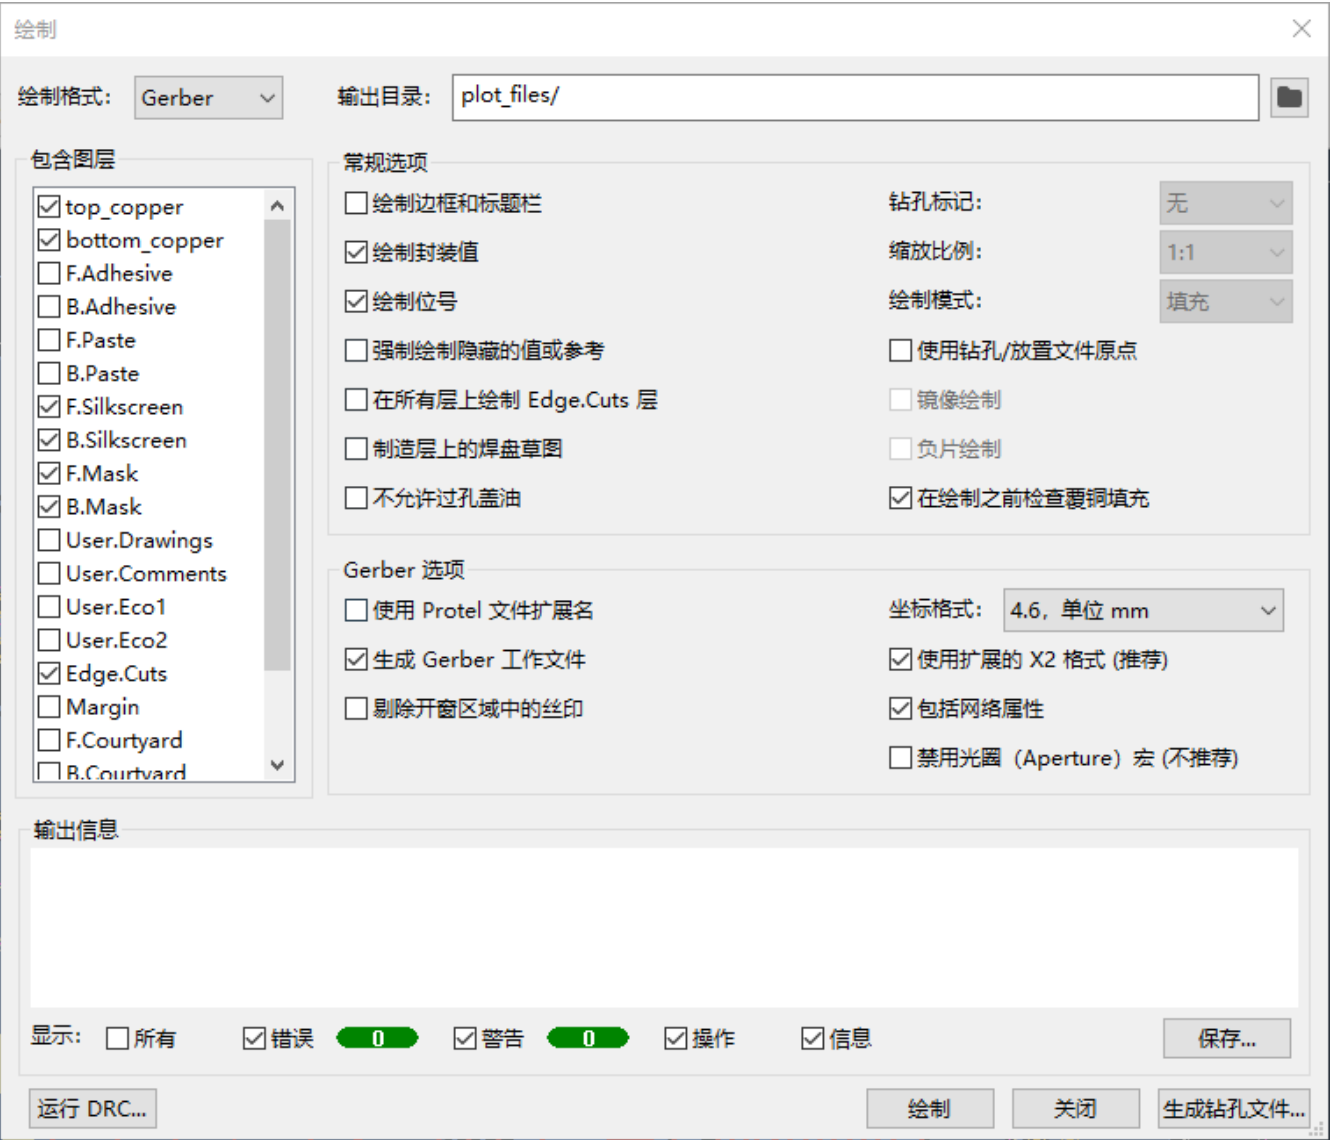 绘制
绘制格式： Gerber 输出目录： plot_files/
包含图层
top_copper
bottom_copper
F.Adhesive
B.Adhesive
F.Paste
B.Paste
F.Silkscreen
B.Silkscreen
F.Mask
B.Mask
User.Drawings
User.Comments
User.Eco1
User.Eco2
Edge.Cuts
Margin
F.Courtyard
B.Courtyard
常规选项
绘制边框和标题栏 钻孔标记： 无
绘制封装值 缩放比例： 1:1
绘制位号 绘制模式： 填充
强制绘制隐藏的值或参考 使用钻孔/放置文件原点
在所有层上绘制 Edge.Cuts 层 镜像绘制
制造层上的焊盘草图 负片绘制
不允许过孔盖油 在绘制之前检查覆铜填充
Gerber 选项
使用 Protel 文件扩展名 坐标格式： 4.6，单位 mm
生成 Gerber 工作文件 使用扩展的 X2 格式 (推荐)
剔除开窗区域中的丝印 包括网络属性
禁用光圈（Aperture）宏 (不推荐)
输出信息
显示： 所有 错误 0 警告 0 操作 信息 保存...
运行 DRC... 绘制 关闭 生成钻孔文件...